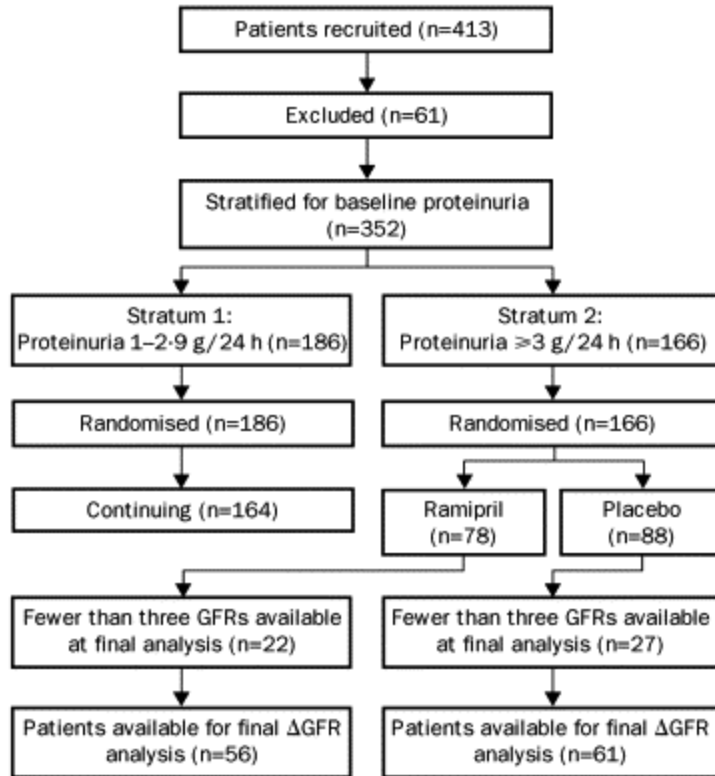 Patients recruited (n=413)
Excluded (n=61)
Stratified for baseline proteinuria
(n=352)
Stratum 1:
Proteinuria 1–2·9 g/24 h (n=186)
Stratum 2:
Proteinuria ⩾3 g/24 h (n=166)
Randomised (n=186)
Randomised (n=166)
Continuing (n=164)
Ramipril
(n=78)
Placebo
(n=88)
Fewer than three GFRs available
at final analysis (n=22)
Fewer than three GFRs available
at final analysis (n=27)
Patients available for final ΔGFR
analysis (n=56)
Patients available for final ΔGFR
analysis (n=61)